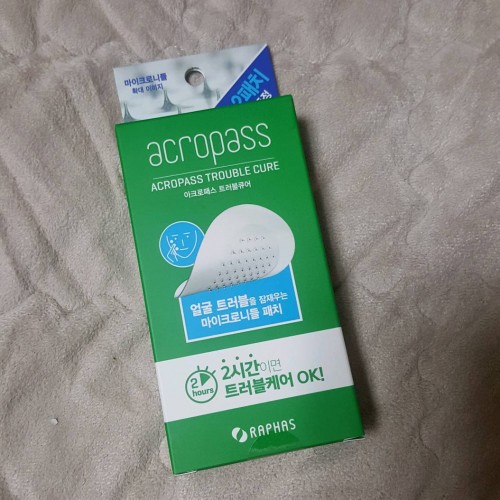 마이크로니들
확대 이미지
acropass
ACROPASS TROUBLE CURE
아크로패스 트러블큐어
얼굴 트러블을 잠재우는
마이크로니들 패치
2
hours
2시간이면
트러블케어 OK!
RAPHAS